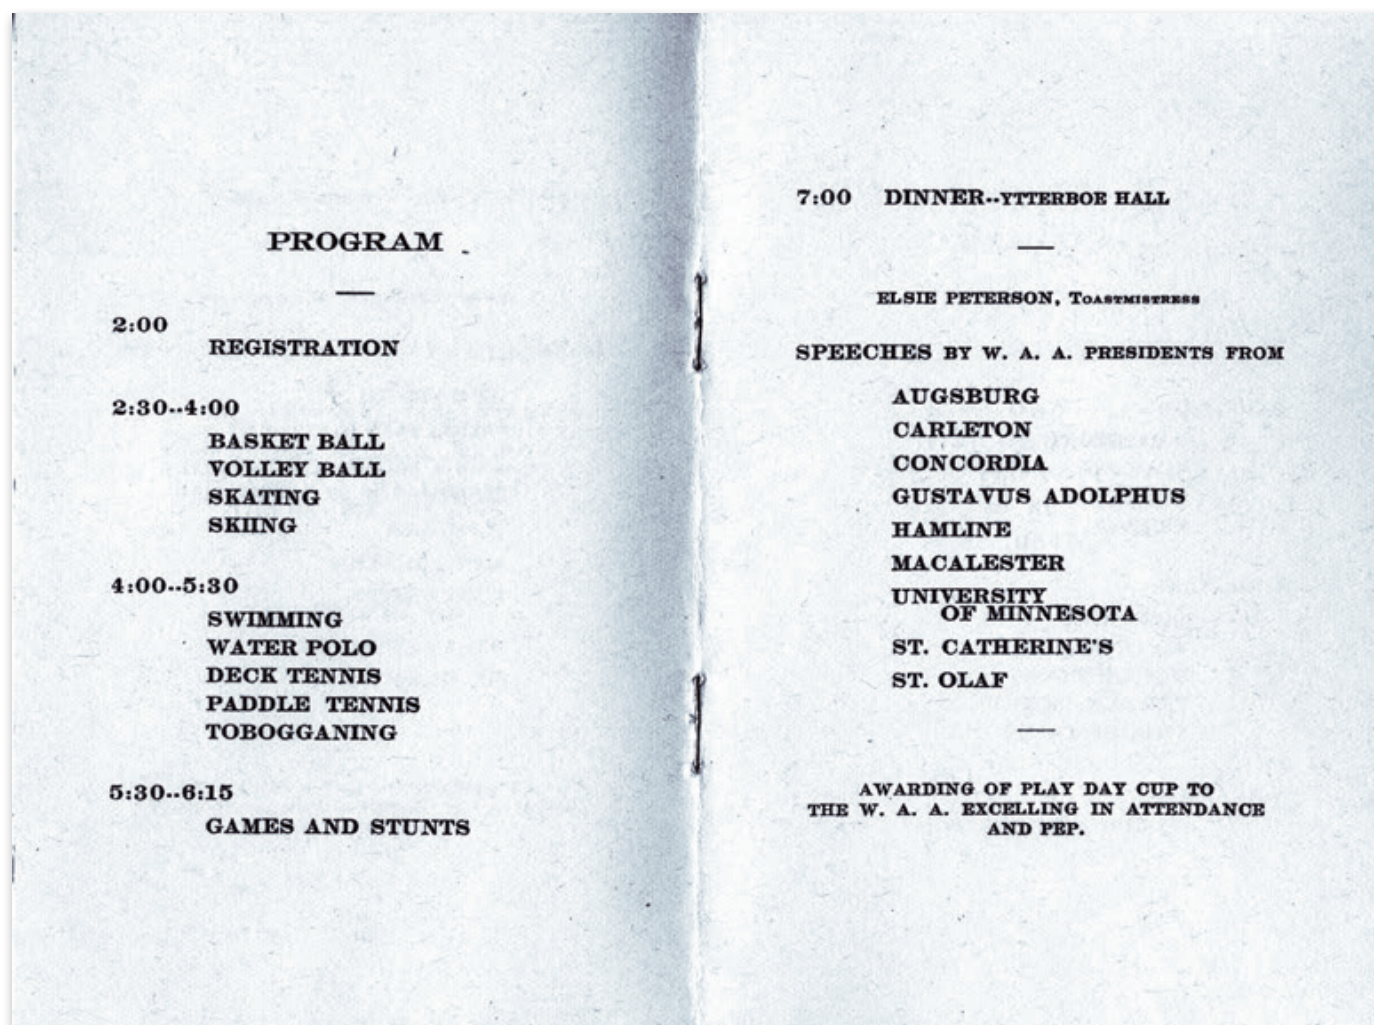 PROGRAM
2:00
REGISTRATION
2:30--4:00
BASKET BALL
VOLLEY BALL
SKATING
SKIING
4:00--5:30
SWIMMING
WATER POLO
DECK TENNIS
PADDLE TENNIS
TOBOGGANING
5:30--6:15
GAMES AND STUNTS
7:00 DINNER--YTTERBOE HALL
ELSIE PETERSON, TOASTMISTRESS
SPEECHES BY W. A. A. PRESIDENTS FROM
AUGSBURG
CARLETON
CONCORDIA
GUSTAVUS ADOLPHUS
HAMLINE
MACALESTER
UNIVERSITY
OF MINNESOTA
ST. CATHERINE'S
ST. OLAF
AWARDING OF PLAY DAY CUP TO
THE W. A. A. EXCELLING IN ATTENDANCE
AND PEP.